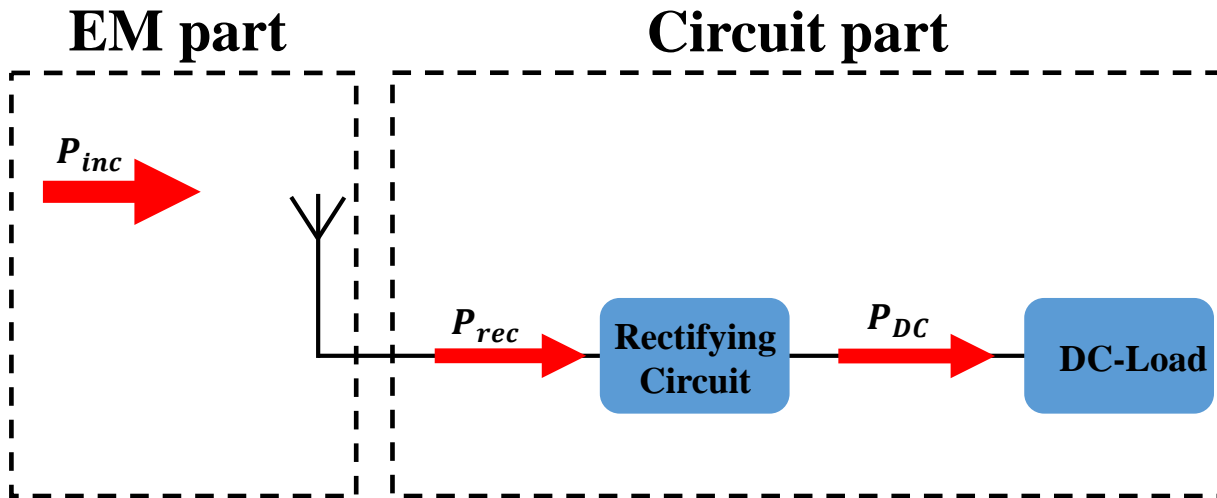 EM part
Circuit part
P_inc
P_rec
Rectifying
Circuit
P_DC
DC-Load